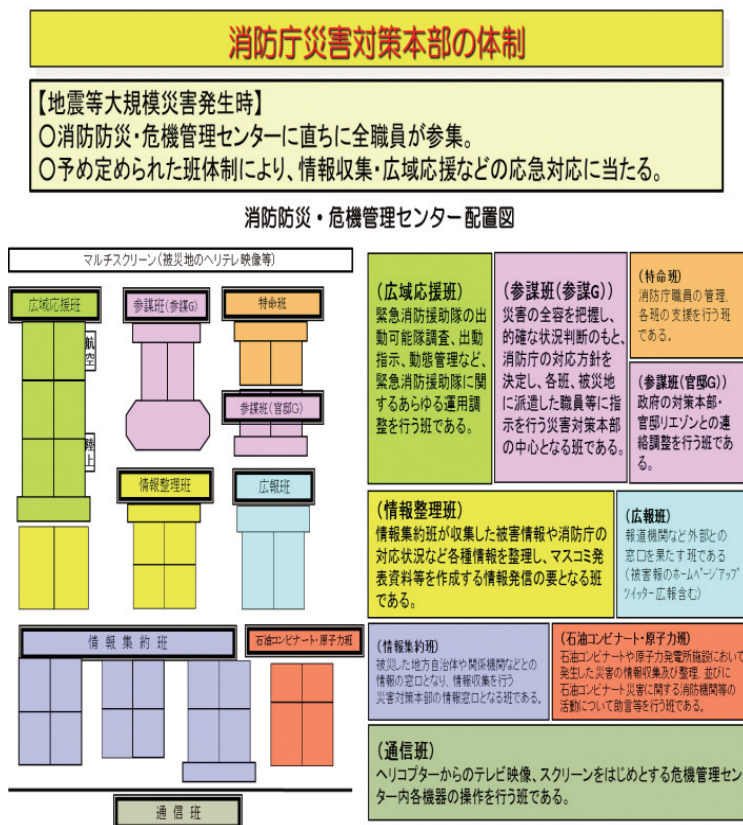 消防庁災害対策本部の体制
【地震等大規模災害発生時】
○消防防災・危機管理センターに直ちに全職員が参集。
○予め定められた班体制により、情報収集・広域応援などの応急対応に当たる。
消防防災・危機管理センター配置図
マルチスクリーン(被災地のヘリテレ映像等)
広域応援班
参謀班(参謀G)
特命班
航空
参謀班(官邸G)
陸上
情報整理班
広報班
情報集約班
石油コンビナート・原子力班
通信班
(広域応援班)
緊急消防援助隊の出
動可能隊調査、出動
指示、動態管理など、
緊急消防援助隊に関
するあらゆる運用調
整を行う班である。
(参謀班(参謀G))
災害の全容を把握し、
的確な状況判断のもと、
消防庁の対応方針を
決定し、各班、被災地
に派遣した職員等に指
示を行う災害対策本部
の中心となる班である。
(特命班)
消防庁職員の管理、
各班の支援を行う班
である。
(参謀班(官邸G))
政府の対策本部・
官邸リエゾンとの連
絡調整を行う班であ
る。
(情報整理班)
情報集約班が収集した被害情報や消防庁の
対応状況など各種情報を整理し、マスコミ発
表資料等を作成する情報発信の要となる班
である。
(広報班)
報道機関など外部との
窓口を果たす班である
(被害報のホームページアップ
ツイッター広報含む)
(情報集約班)
被災した地方自治体や関係機関などとの
情報の窓口となり、情報収集を行う
災害対策本部の情報窓口となる班である。
(石油コンビナート・原子力班)
石油コンビナートや原子力発電所施設において
発生した災害の情報収集及び整理、並びに
石油コンビナート災害に関する消防機関等の
活動について助言等を行う班である。
(通信班)
ヘリコプターからのテレビ映像、スクリーンをはじめとする危機管理セン
ター内各機器の操作を行う班である。